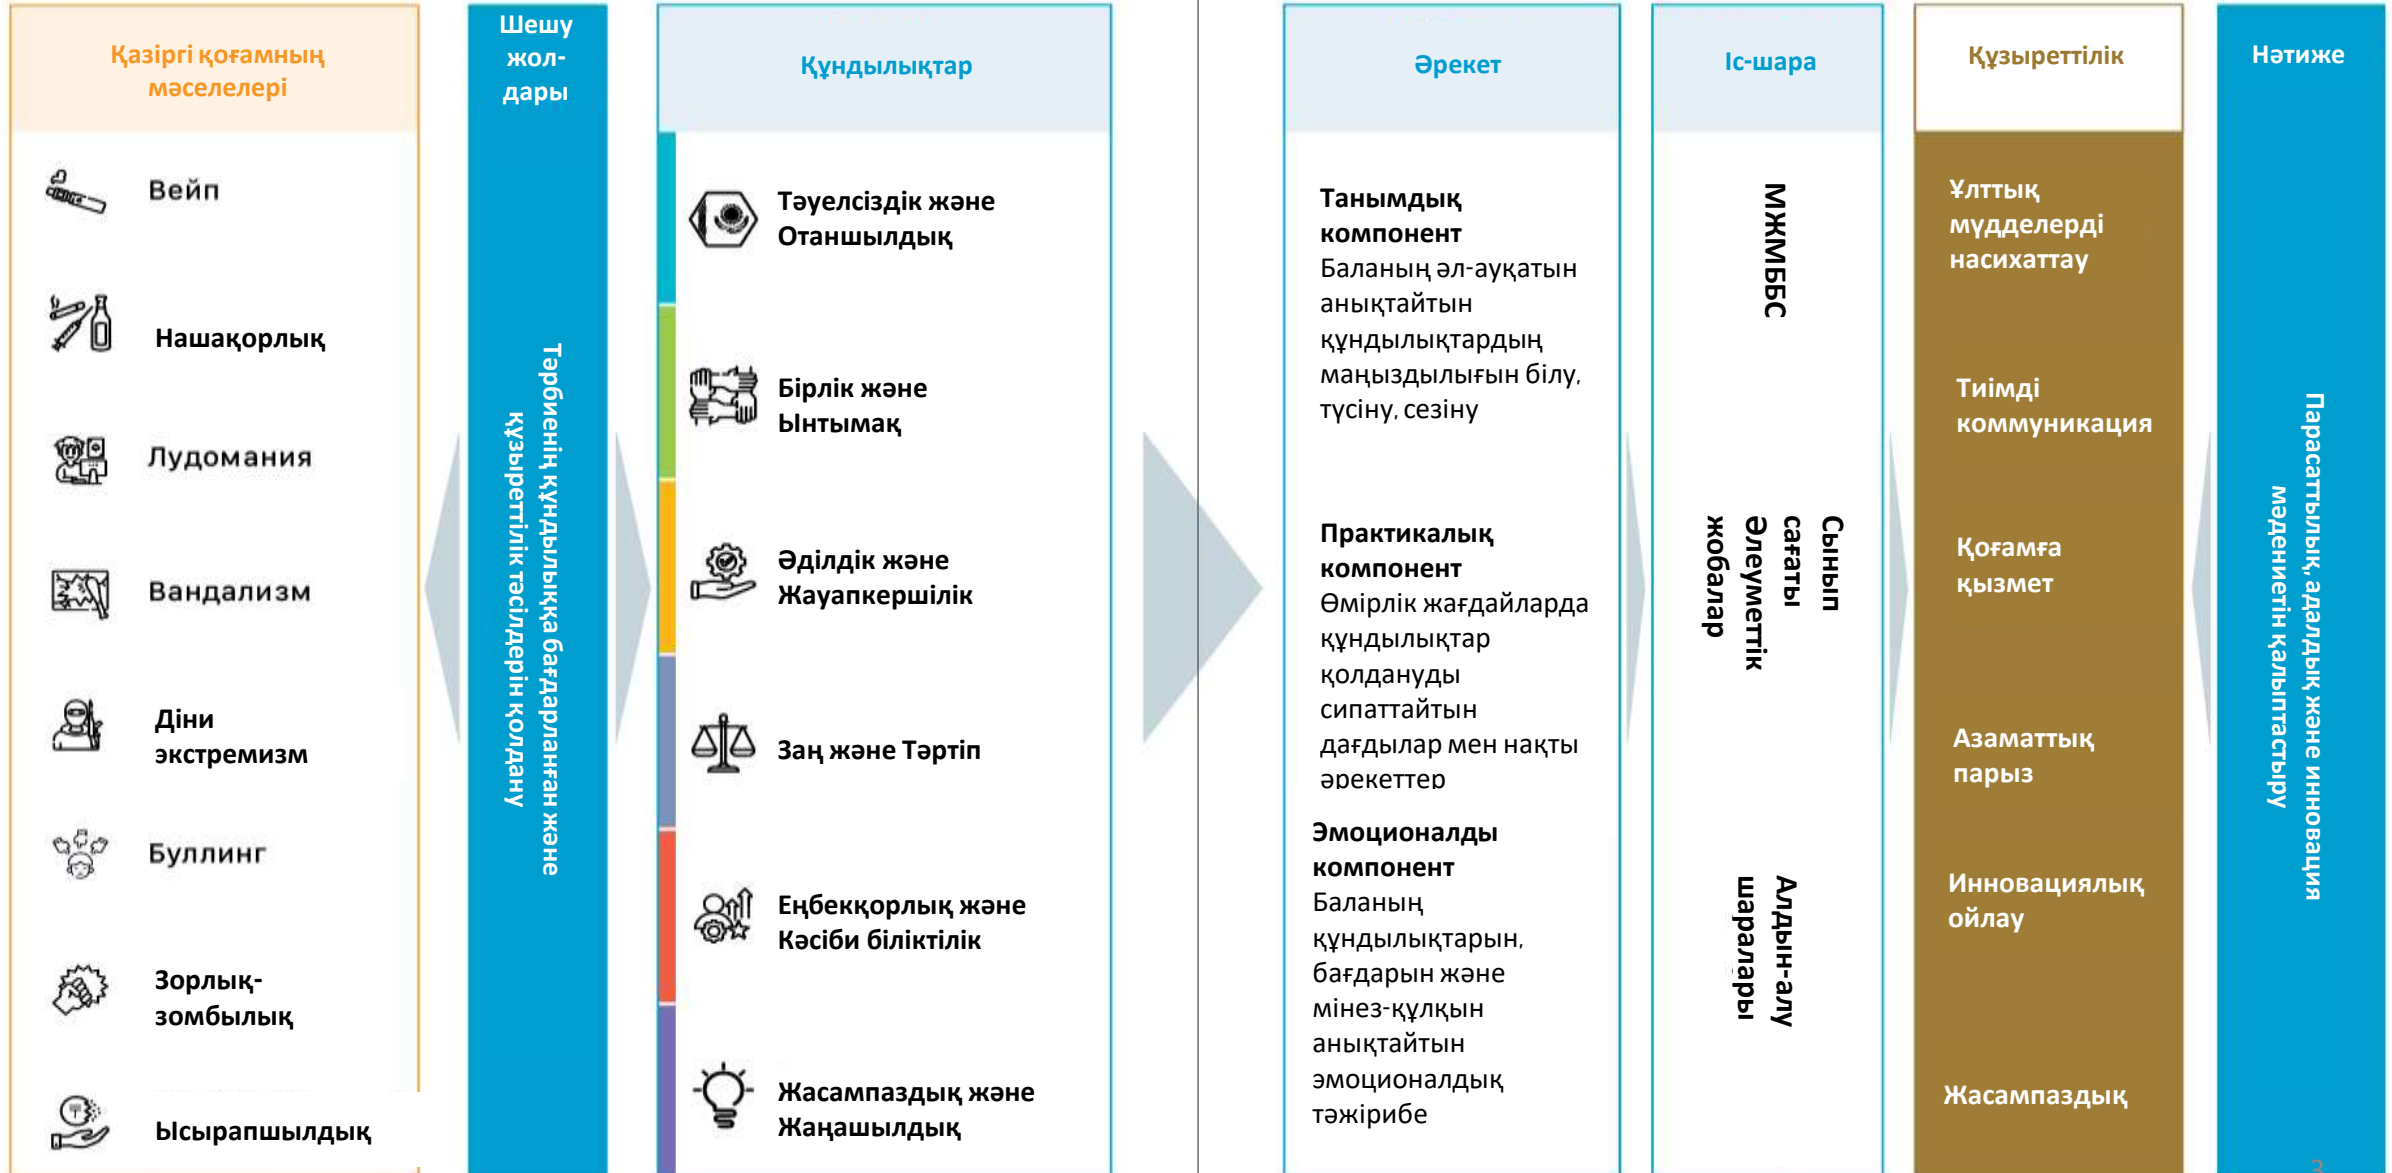 Қазіргі қоғамның
мәселелері
Вейп
Нашақорлық
Лудомания
Вандализм
Діни
экстремизм
Буллинг
Зорлық-
зомбылық
Ысырапшылдық
Шешу
жол-
дары
Тәрбиенің құндылыққа бағдарланған және
құзыреттілік тәсілдерін қолдану
Құндылықтар
Тәуелсіздік және
Отаншылдық
Бірлік және
Ынтымақ
Әділдік және
Жауапкершілік
Заң және Тәртіп
Еңбекқорлық және
Кәсіби біліктілік
Жасампаздық және
Жаңашылдық
Әрекет
Танымдық
компонент
Баланың әл-ауқатын
анықтайтын
құндылықтардың
маңыздылығын білу,
түсіну, сезіну
Практикалық
компонент
Өмірлік жағдайларда
құндылықтар
қолдануды
сипаттайтын
дағдылар мен нақты
әрекеттер
Эмоционалды
компонент
Баланың
құндылықтарын,
бағдарын және
мінез-құлқын
анықтайтын
эмоционалдық
тәжірибе
Іс-шара
МЖМББС
Сынып
сағаты
Әлеуметтік
жобалар
Алдын-алу
шаралары
Құзыреттілік
Ұлттық
мүдделерді
насихаттау
Тиімді
коммуникация
Қоғамға
қызмет
Азаматтық
парыз
Инновациялық
ойлау
Жасампаздық
Нәтиже
Парасаттылық, адалдық және инновация
мәдениетін қалыптастыру
3